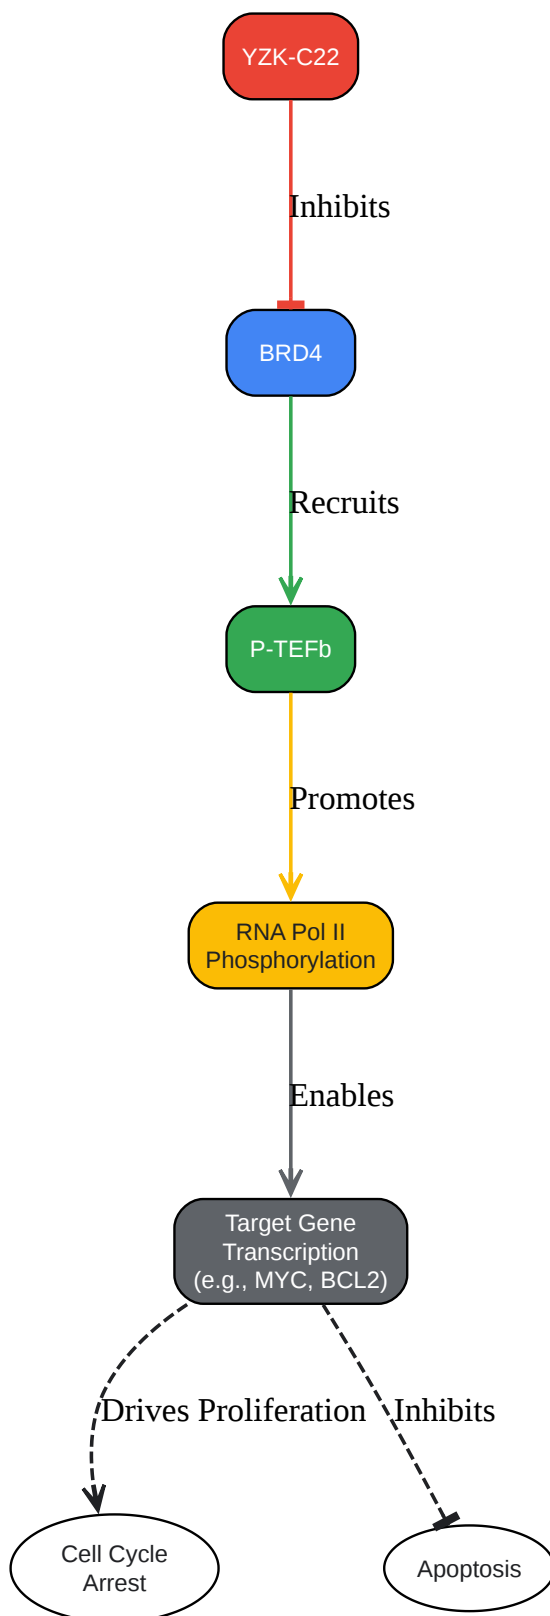 YZK-C22
Inhibits
BRD4
Recruits
P-TEFb
Promotes
RNA Pol II
Phosphorylation
Enables
Target Gene
Transcription
(e.g., MYC, BCL2)
Drives Proliferation
Inhibits
Cell Cycle
Arrest
Apoptosis